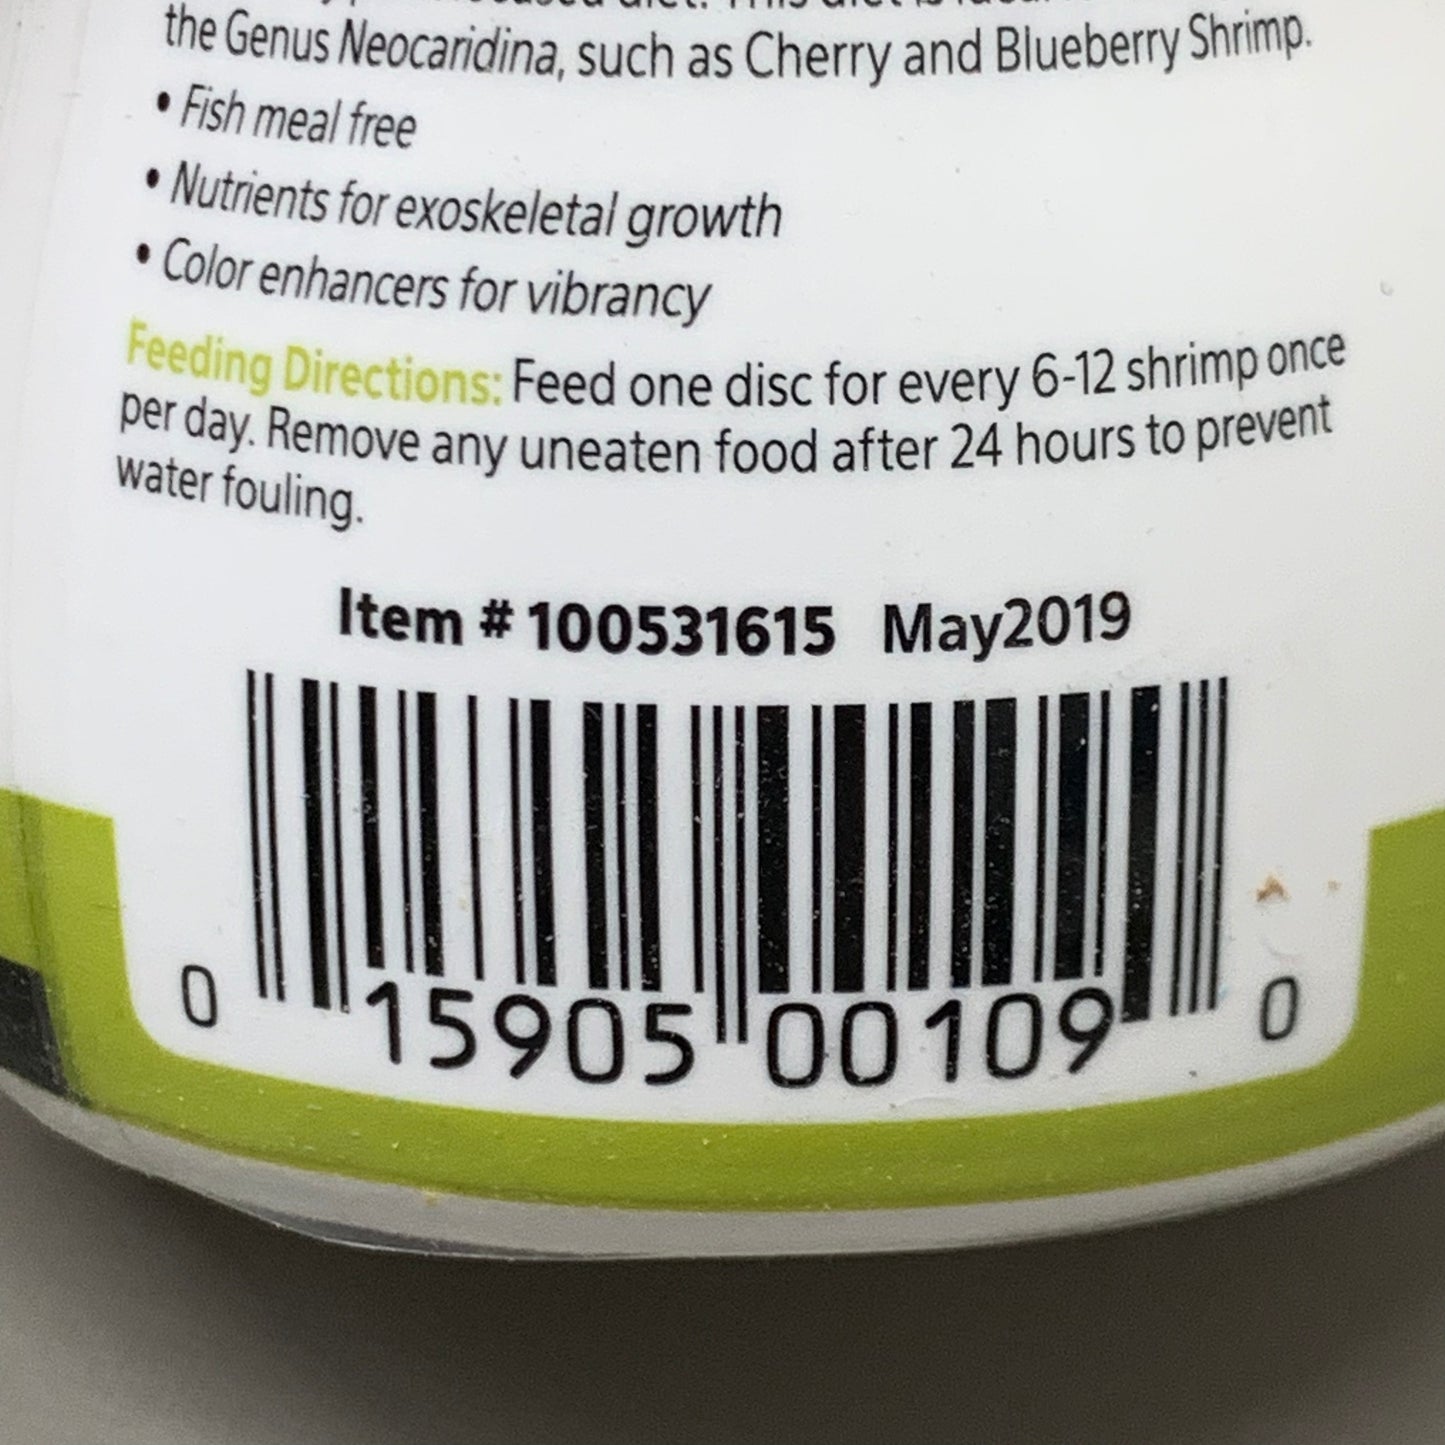 the Genus Neocaridina, such as Cherry and Blueberry Shrimp.
• Fish meal free
• Nutrients for exoskeletal growth
• Color enhancers for vibrancy
Feeding Directions: Feed one disc for every 6-12 shrimp once
per day. Remove any uneaten food after 24 hours to prevent
water fouling.
Item # 100531615 May2019
0 15905 00109 0